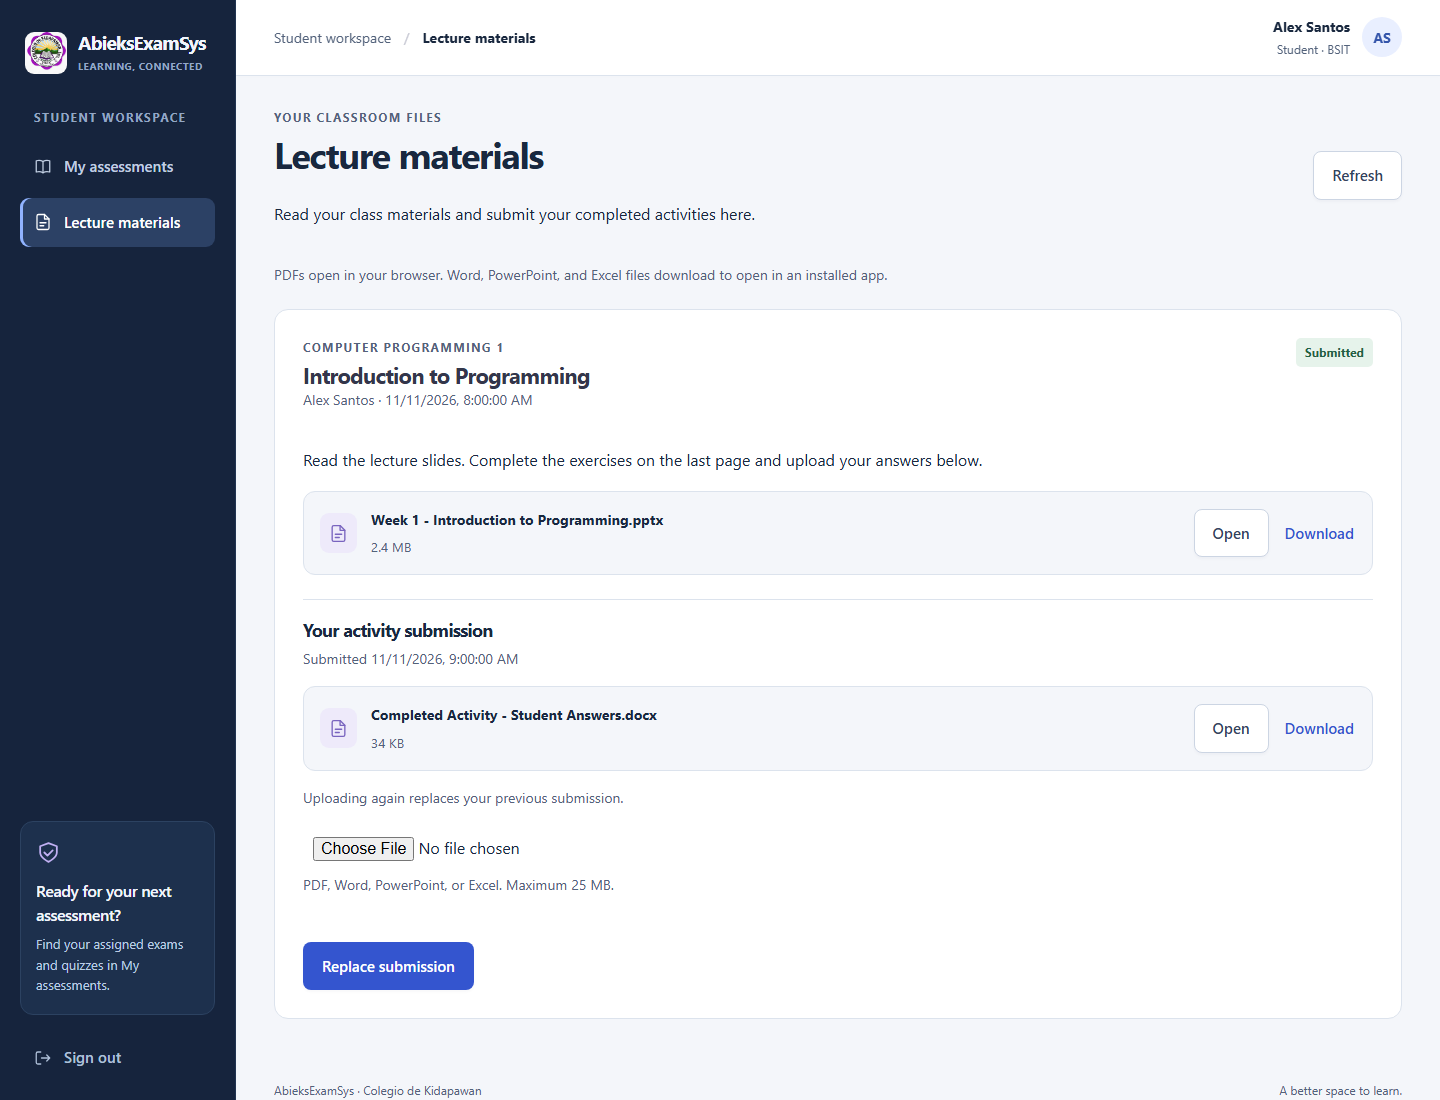 AbieksExamSys
LEARNING, CONNECTED
STUDENT WORKSPACE
My assessments
Lecture materials
Ready for your next
assessment?
Find your assigned exams
and quizzes in My
assessments.
Sign out
Student workspace / Lecture materials
Alex Santos
Student · BSIT
AS
YOUR CLASSROOM FILES
Lecture materials
Refresh
Read your class materials and submit your completed activities here.
PDFs open in your browser. Word, PowerPoint, and Excel files download to open in an installed app.
COMPUTER PROGRAMMING 1
Submitted
Introduction to Programming
Alex Santos · 11/11/2026, 8:00:00 AM
Read the lecture slides. Complete the exercises on the last page and upload your answers below.
Week 1 - Introduction to Programming.pptx
2.4 MB
Open
Download
Your activity submission
Submitted 11/11/2026, 9:00:00 AM
Completed Activity - Student Answers.docx
34 KB
Open
Download
Uploading again replaces your previous submission.
Choose File No file chosen
PDF, Word, PowerPoint, or Excel. Maximum 25 MB.
Replace submission
AbieksExamSys · Colegio de Kidapawan
A better space to learn.